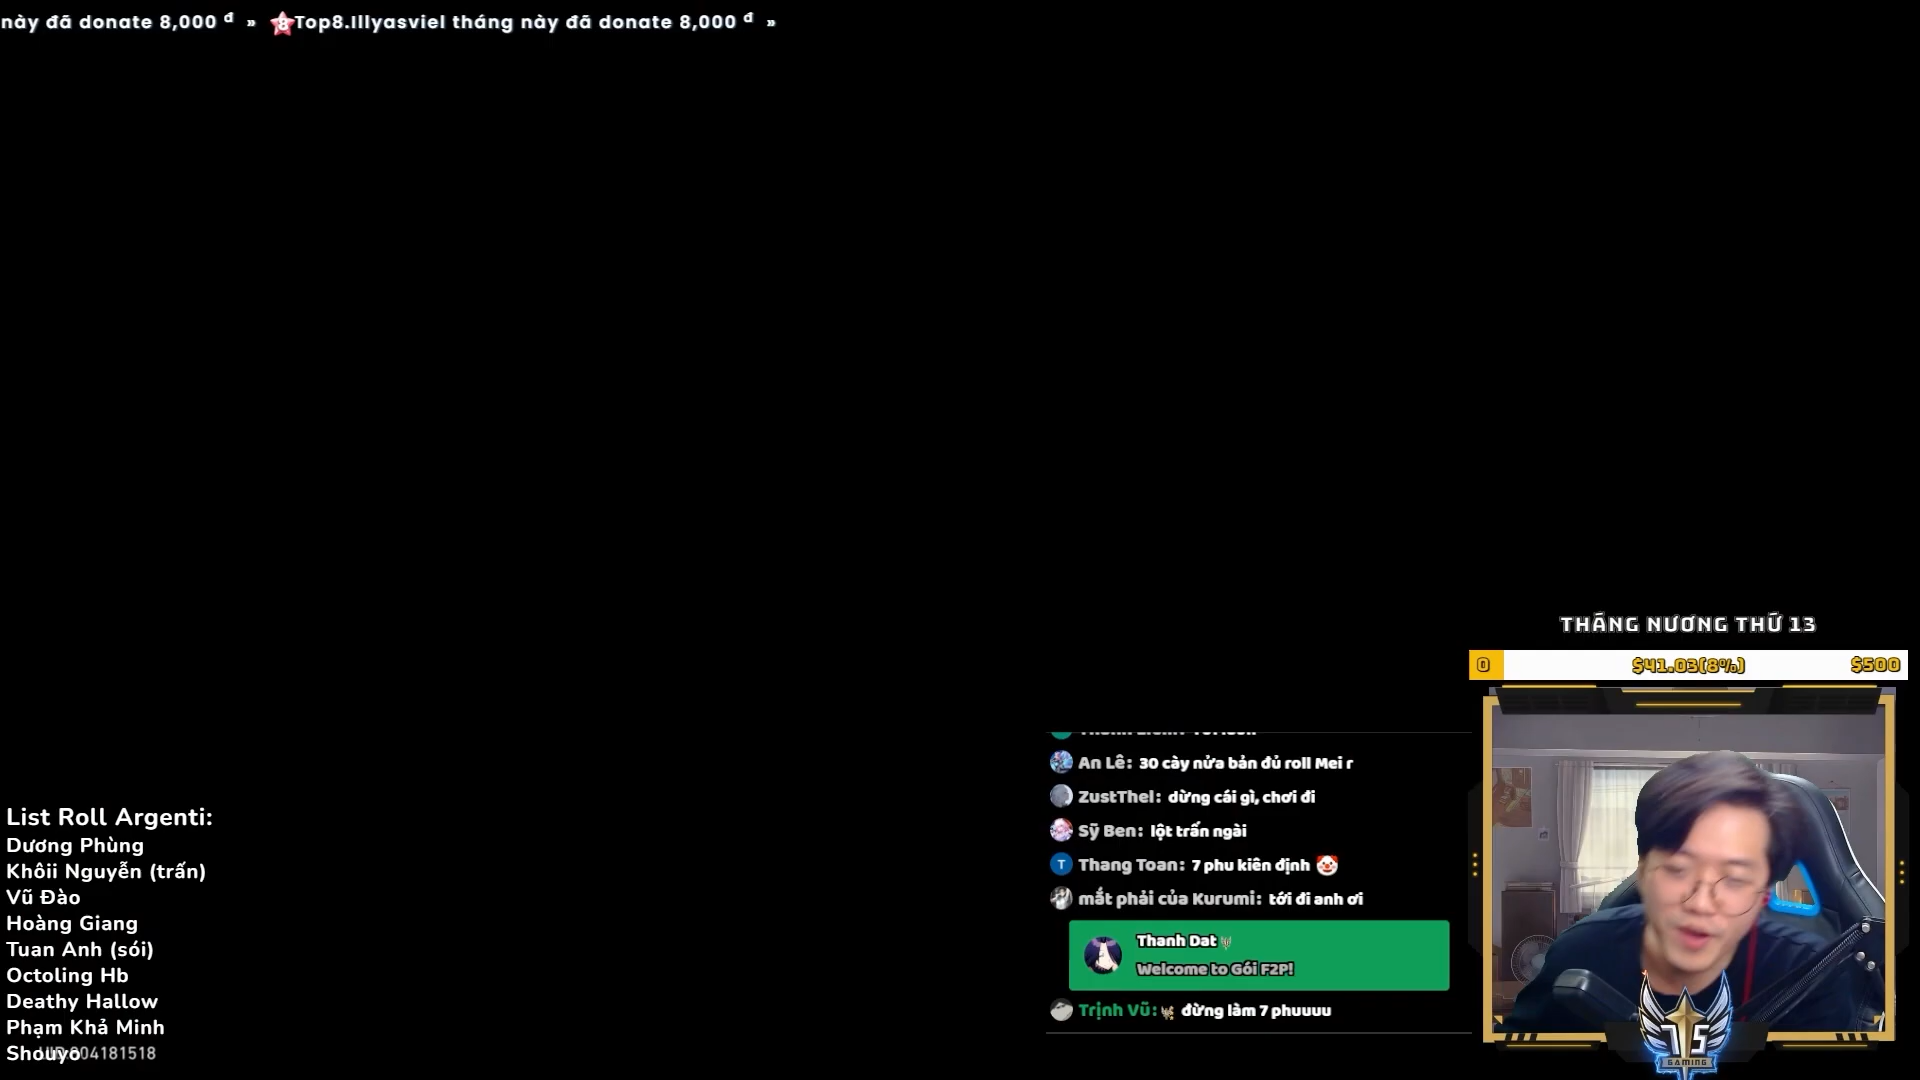 này đã donate 8,000 đ » 8 Top8.Illyasviel tháng này đã donate 8,000 đ »
THÁNG NƯƠNG THỨ 13
0 $41.03(8%) $500
An Lê: 30 cày nửa bản đủ roll Mei r
ZustThel: dừng cái gì, chơi đi
Sỹ Ben: lột trấn ngài
T Thang Toan: 7 phu kiên định
mắt phải của Kurumi: tới đi anh ơi
Thanh Dat
Welcome to Gói F2P!
Trịnh Vũ: đừng làm 7 phuuuu
List Roll Argenti:
Dương Phùng
Khôii Nguyễn (trấn)
Vũ Đào
Hoàng Giang
Tuan Anh (sói)
Octoling Hb
Deathy Hallow
Phạm Khả Minh
Shouyo
804181518
TS
GAMING